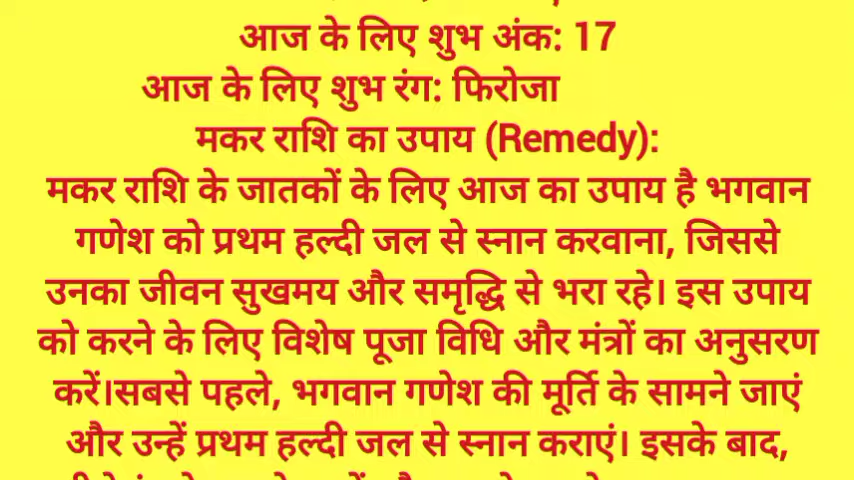 आज के लिए शुभ अंक: 17
आज के लिए शुभ रंग: फिरोजा
मकर राशि का उपाय (Remedy):
मकर राशि के जातकों के लिए आज का उपाय है भगवान
गणेश को प्रथम हल्दी जल से स्नान करवाना, जिससे
उनका जीवन सुखमय और समृद्धि से भरा रहे। इस उपाय
को करने के लिए विशेष पूजा विधि और मंत्रों का अनुसरण
करें।सबसे पहले, भगवान गणेश की मूर्ति के सामने जाएं
और उन्हें प्रथम हल्दी जल से स्नान कराएं। इसके बाद,